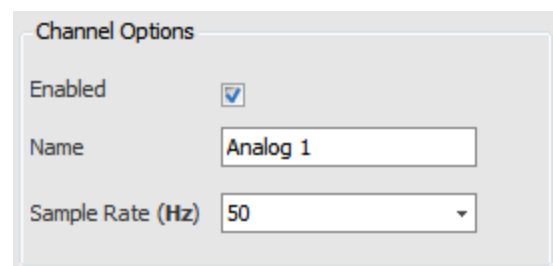 Channel Options
Enabled
Name Analog 1
Sample Rate (Hz) 50